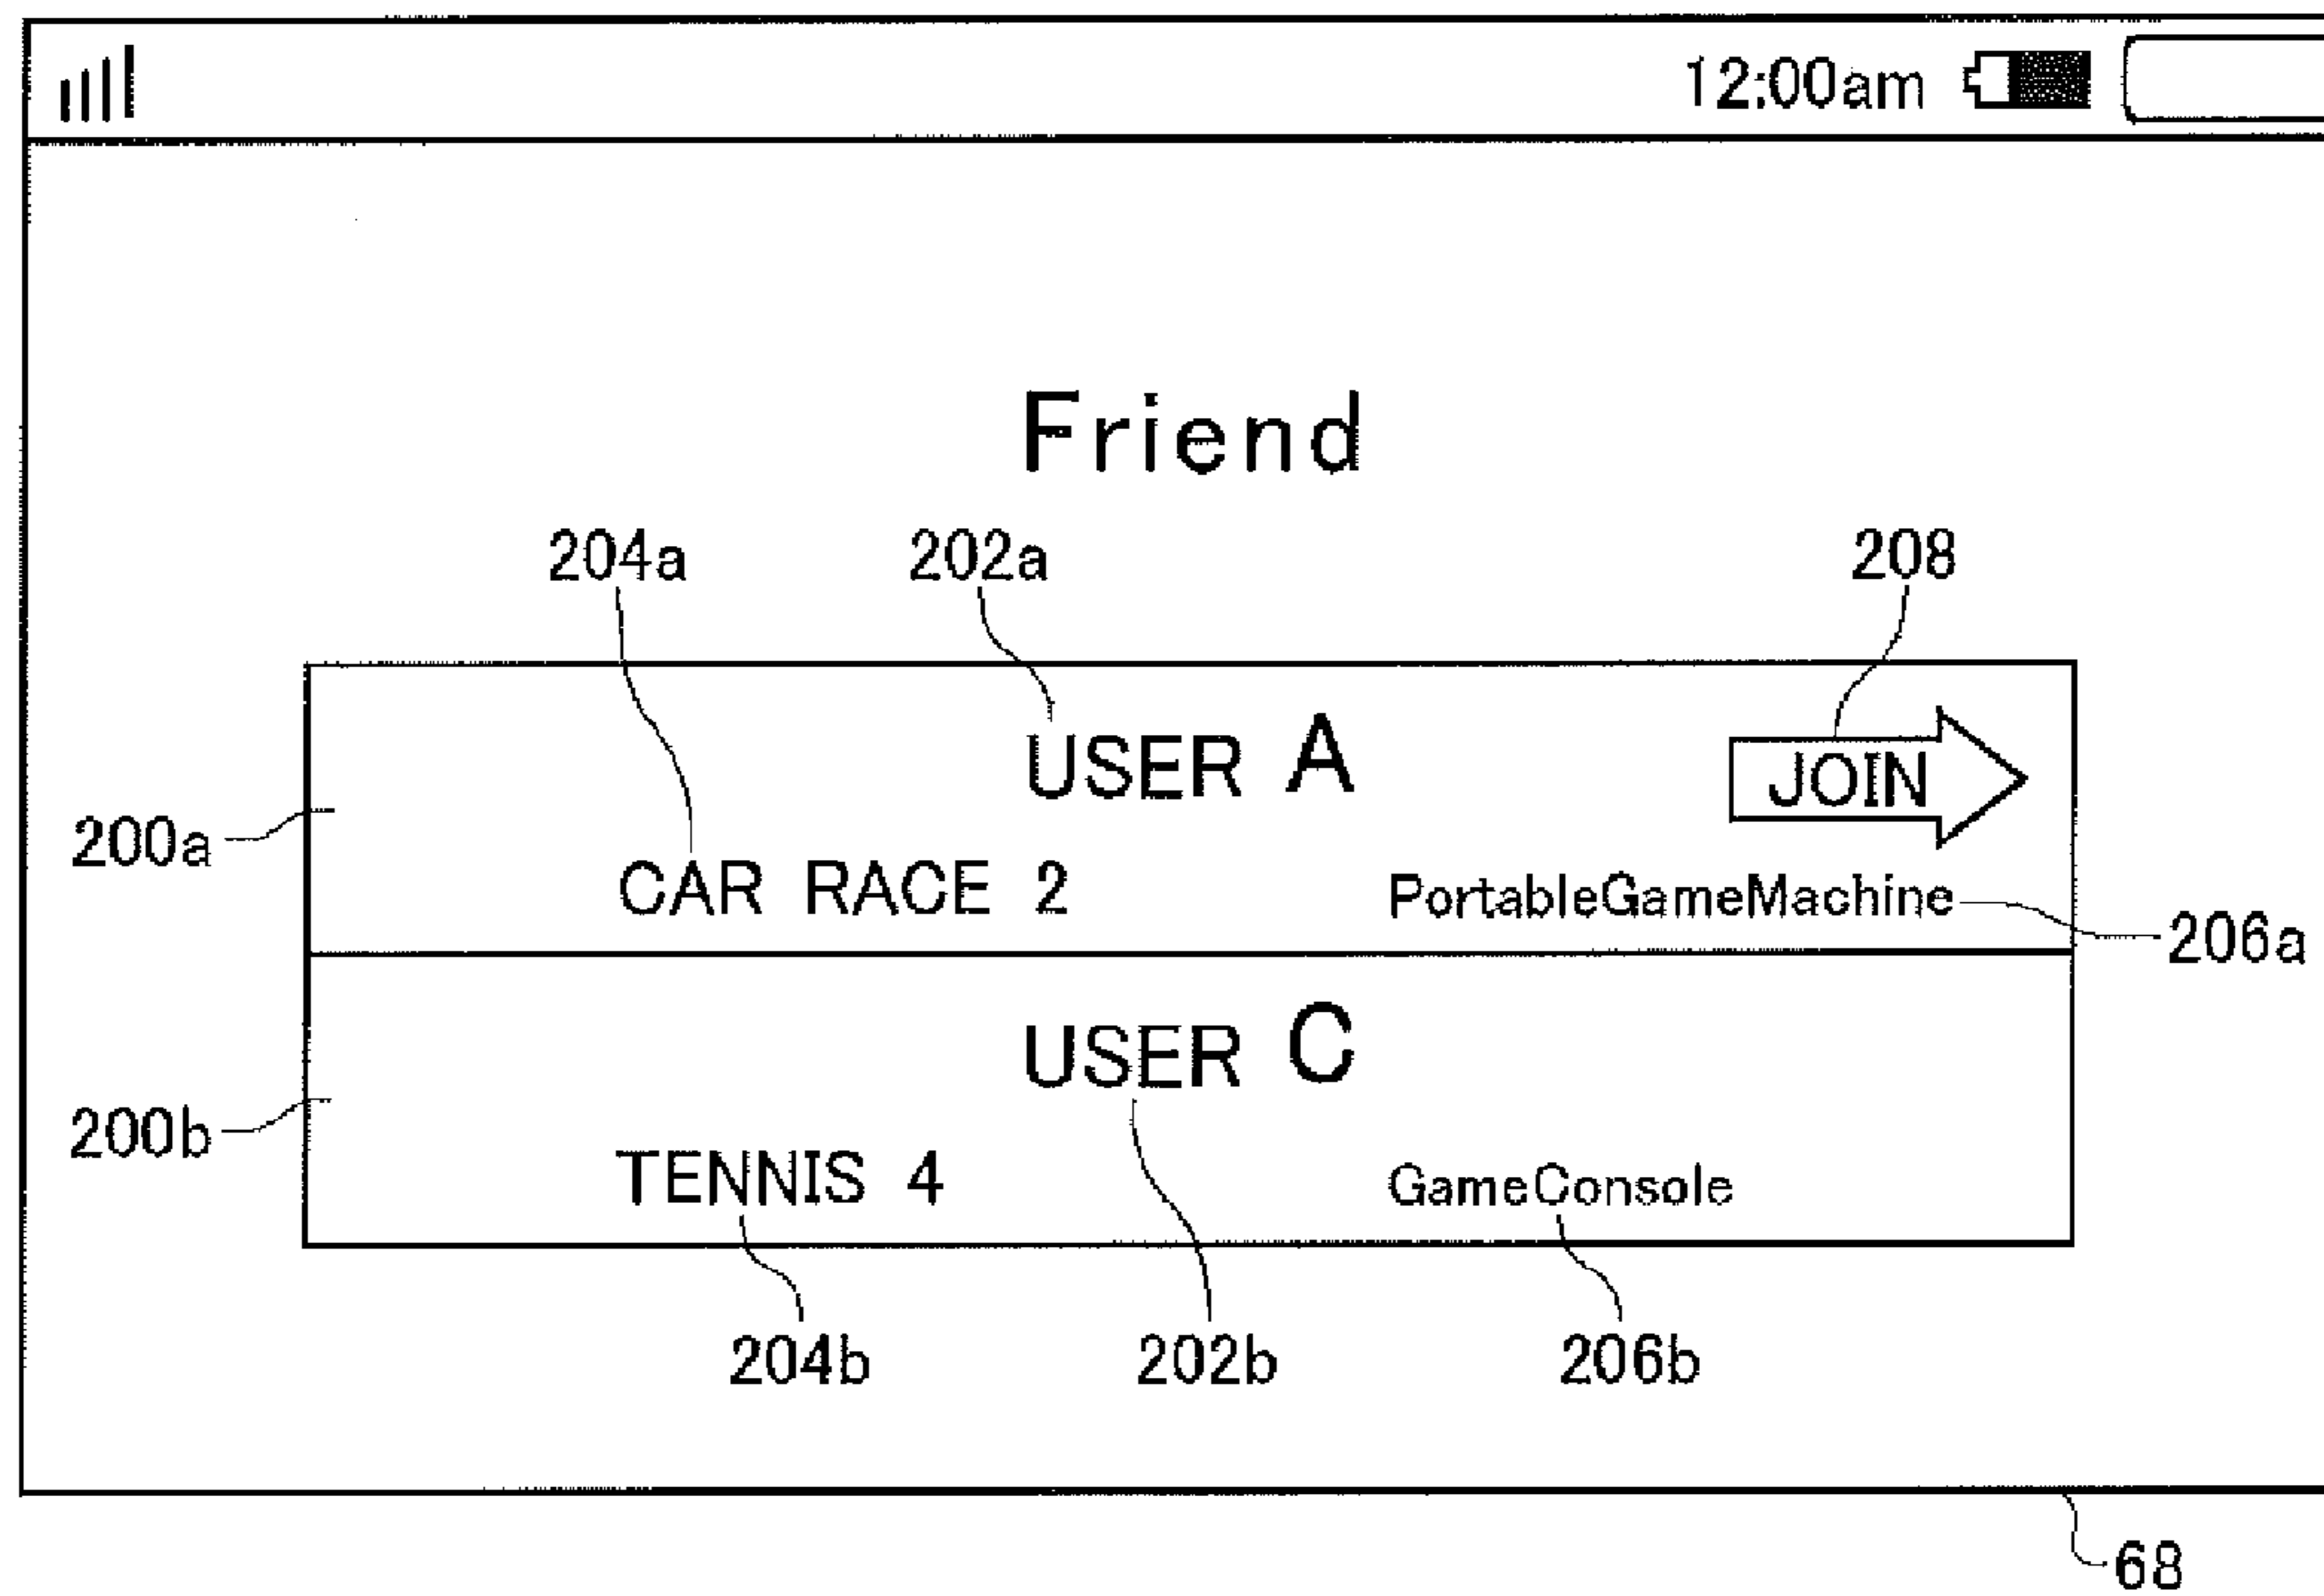 12:00am
Friend
204a 202a 208
USER A JOIN
200a
CAR RACE 2 PortableGameMachine
206a
USER C
200b
TENNIS 4 GameConsole
204b 202b 206b
68